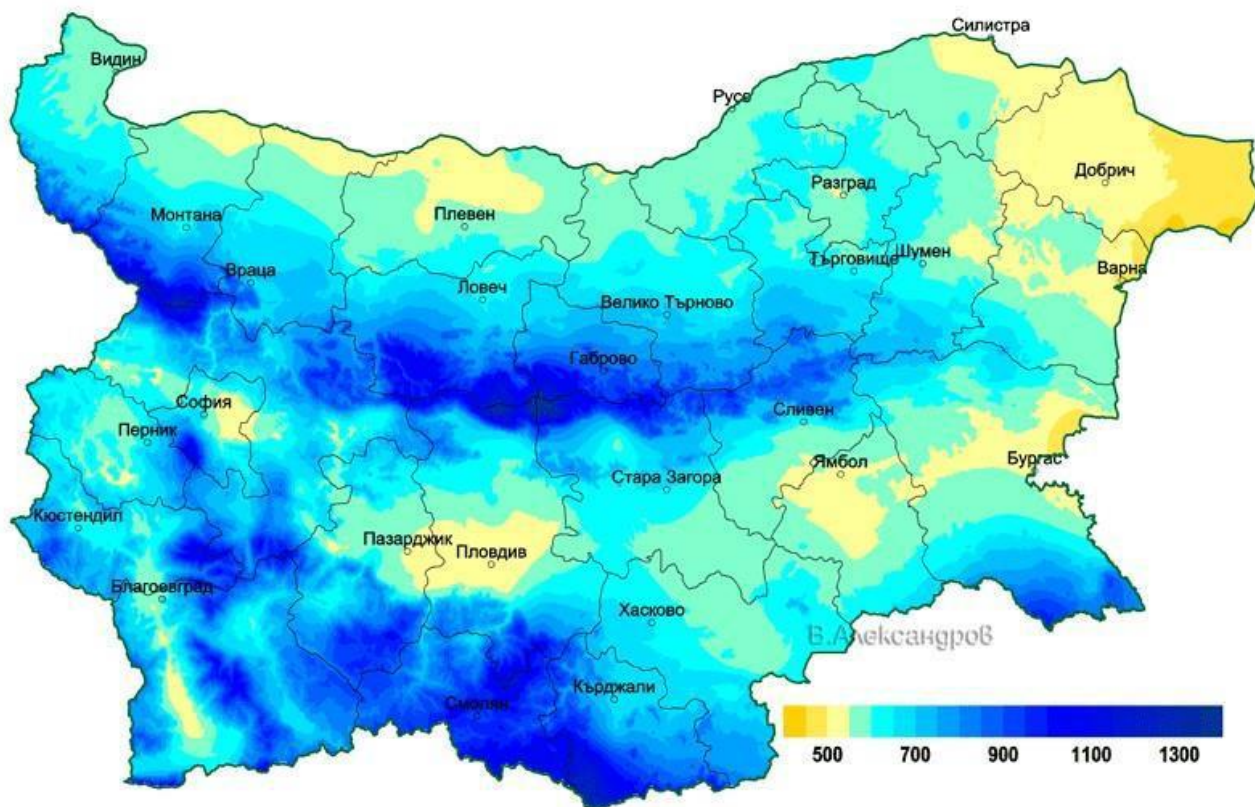 Силистра
Видин
Русе
Добрич
Разград
Монтана
Плевен
Шумен
Търговище
Варна
Враца
Ловеч
Велико Търново
Габрово
София
Сливен
Перник
Ямбол
Бургас
Стара Загора
Кюстендил
Пазарджик
Пловдив
Благоевград
Хасково
В.Александров
Кърджали
Смолян
500 700 900 1100 1300